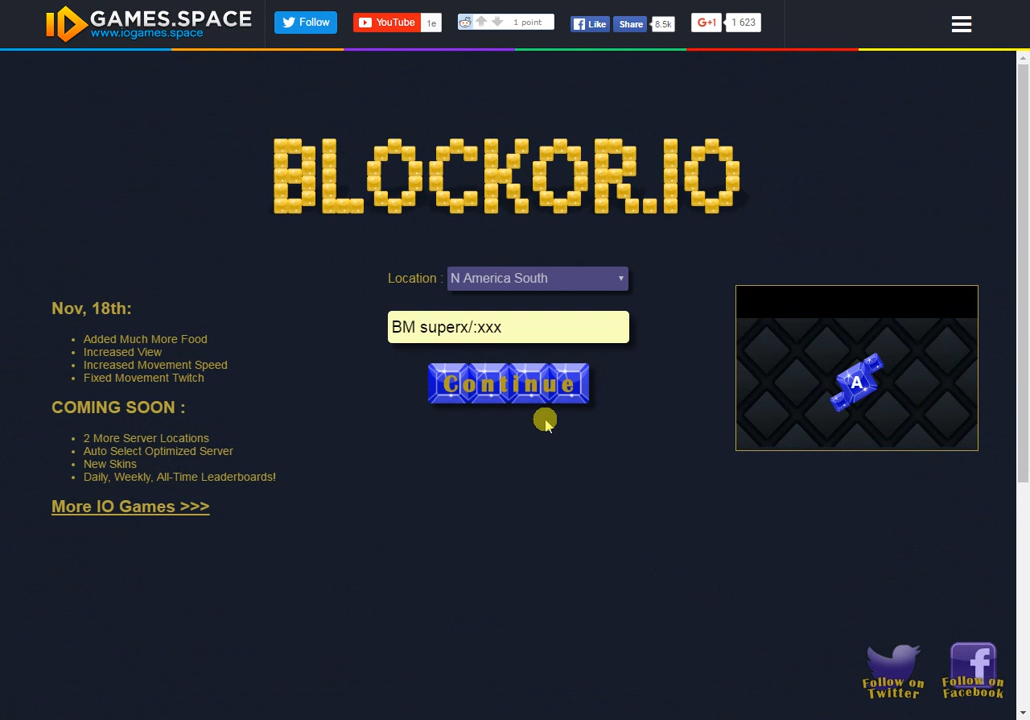 GAMES.SPACE
www.iogames.space
Follow
YouTube 1e
1 point
Like Share 8.5k
G+1 1 623
BLOCKOR.IO
Location : N America South
BM superx/:xxx
Continue
Nov, 18th:
Added Much More Food
Increased View
Increased Movement Speed
Fixed Movement Twitch
COMING SOON :
2 More Server Locations
Auto Select Optimized Server
New Skins
Daily, Weekly, All-Time Leaderboards!
More IO Games >>>
A
Follow on
Twitter
Follow on
Facebook